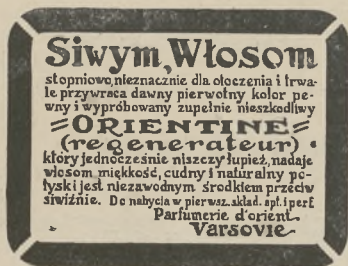 Siwym Włosom
stopniowo, nieznacznie dla otoczenia i trwa-
le przywraca dawny pierwotny kolor pe-
wny i wypróbowany zupełnie nieszkodliwy
ORIENTINE
(regenerateur)
który jednocześnie niszczy łupież, nadaje
włosom miękkość, cudny i naturalny po-
łysk i jest niezawodnym środkiem przeciw
siwiźnie. Do nabycia w pierwsz. skład. apt. i perf.
Parfumerie d'orient
Varsovie